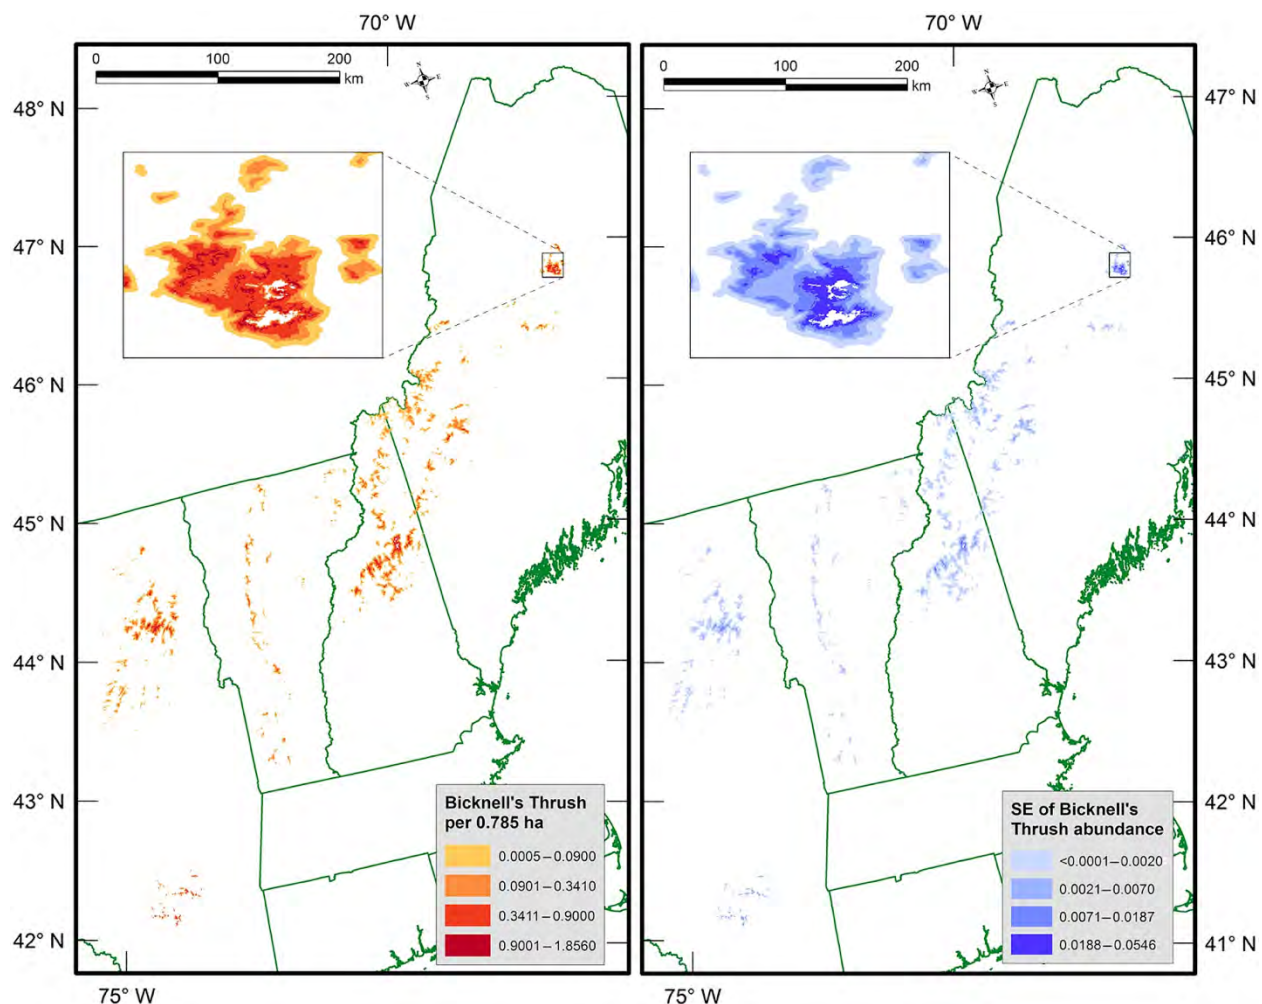 70° W
70° W
0 100 200
km
0 100 200
km
N
E
S
W
N
E
S
W
48° N
47° N
46° N
45° N
44° N
43° N
42° N
47° N
46° N
45° N
44° N
43° N
42° N
41° N
Bicknell's Thrush
per 0.785 ha
0.0005–0.0900
0.0901–0.3410
0.3411–0.9000
0.9001–1.8560
SE of Bicknell's
Thrush abundance
<0.0001–0.0020
0.0021–0.0070
0.0071–0.0187
0.0188–0.0546
75° W
75° W